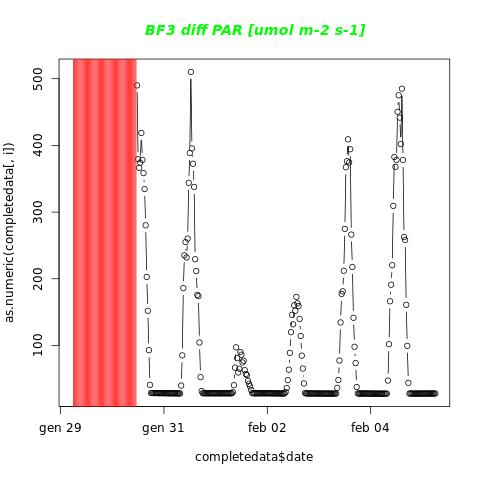 BF3 diff PAR [umol m-2 s-1]
as.numeric(completedata[, i])
500
400
300
200
100
gen 29
gen 31
feb 02
feb 04
completedata$date